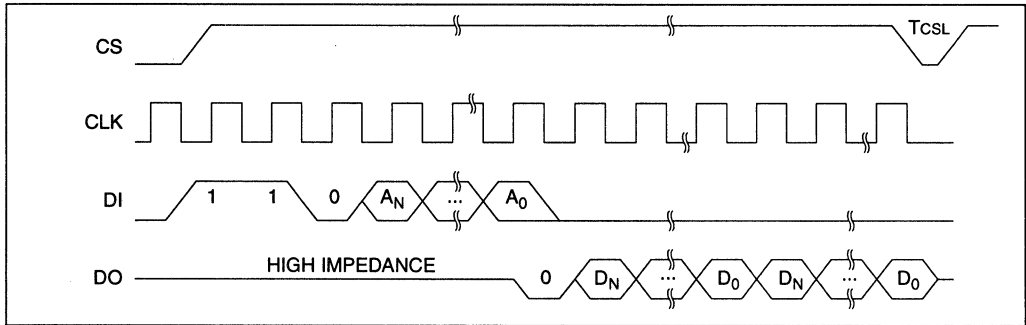 CS TCSL
CLK
DI 1 1 0 AN ... A0
DO HIGH IMPEDANCE 0 DN ... D0 DN ... D0